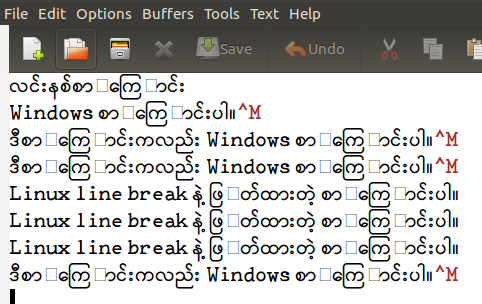 File Edit Options Buffers Tools Text Help
Save Undo
လင်းနစ်စာကြောင်း
Windows စာကြောင်းပါ။^M
ဒီစာကြောင်းကလည်း Windows စာကြောင်းပါ။^M
ဒီစာကြောင်းကလည်း Windows စာကြောင်းပါ။^M
Linux line break နဲ့ ဖြတ်ထားတဲ့ စာကြောင်းပါ။
Linux line break နဲ့ ဖြတ်ထားတဲ့ စာကြောင်းပါ။
Linux line break နဲ့ ဖြတ်ထားတဲ့ စာကြောင်းပါ။
ဒီစာကြောင်းကလည်း Windows စာကြောင်းပါ။^M